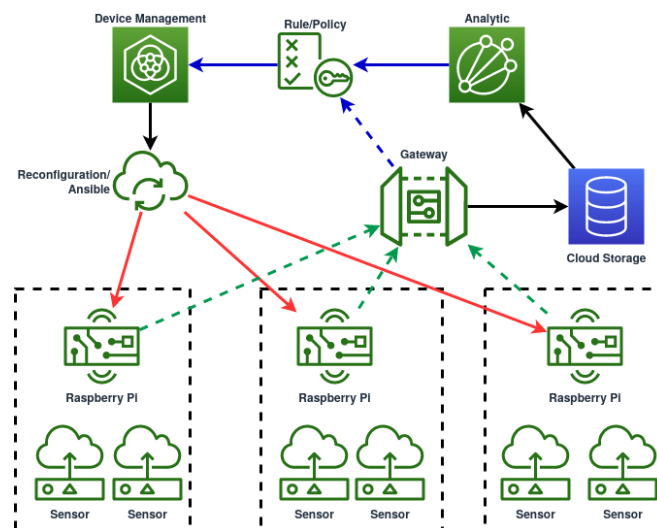 Device Management
Rule/Policy
Analytic
Gateway
Reconfiguration/
Ansible
Cloud Storage
Raspberry Pi
Raspberry Pi
Raspberry Pi
Sensor
Sensor
Sensor
Sensor
Sensor
Sensor